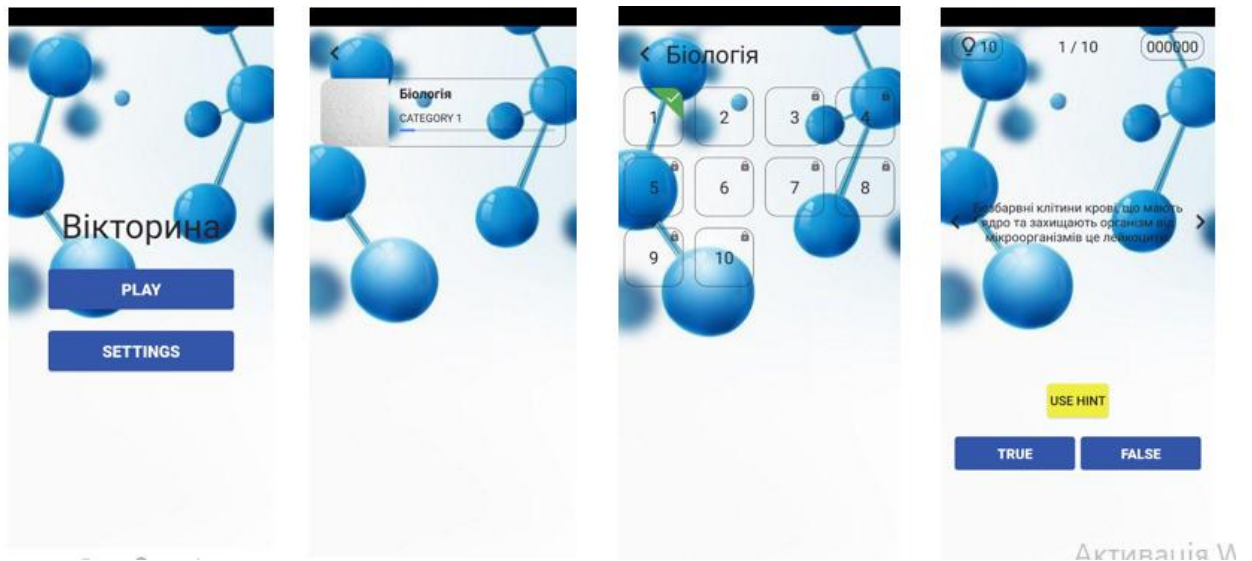 Вікторина
PLAY
SETTINGS
Біологія
CATEGORY 1
Біологія
1
2
3
4
5
6
7
8
9
10
10
1 / 10
000000
Безбарвні клітини крові, що мають
ядро та захищають організм від
мікроорганізмів це лейкоцити
USE HINT
TRUE
FALSE
Активація W